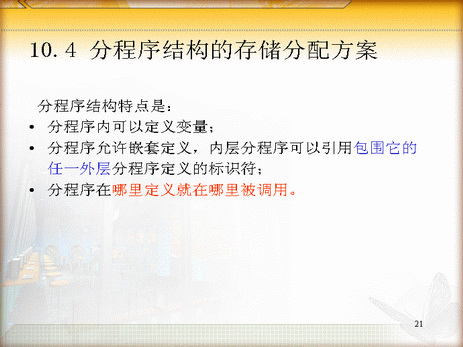 10.4 分程序结构的存储分配方案
分程序结构特点是：
• 分程序内可以定义变量；
• 分程序允许嵌套定义，内层分程序可以引用包围它的
任一外层分程序定义的标识符；
• 分程序在哪里定义就在哪里被调用。
21